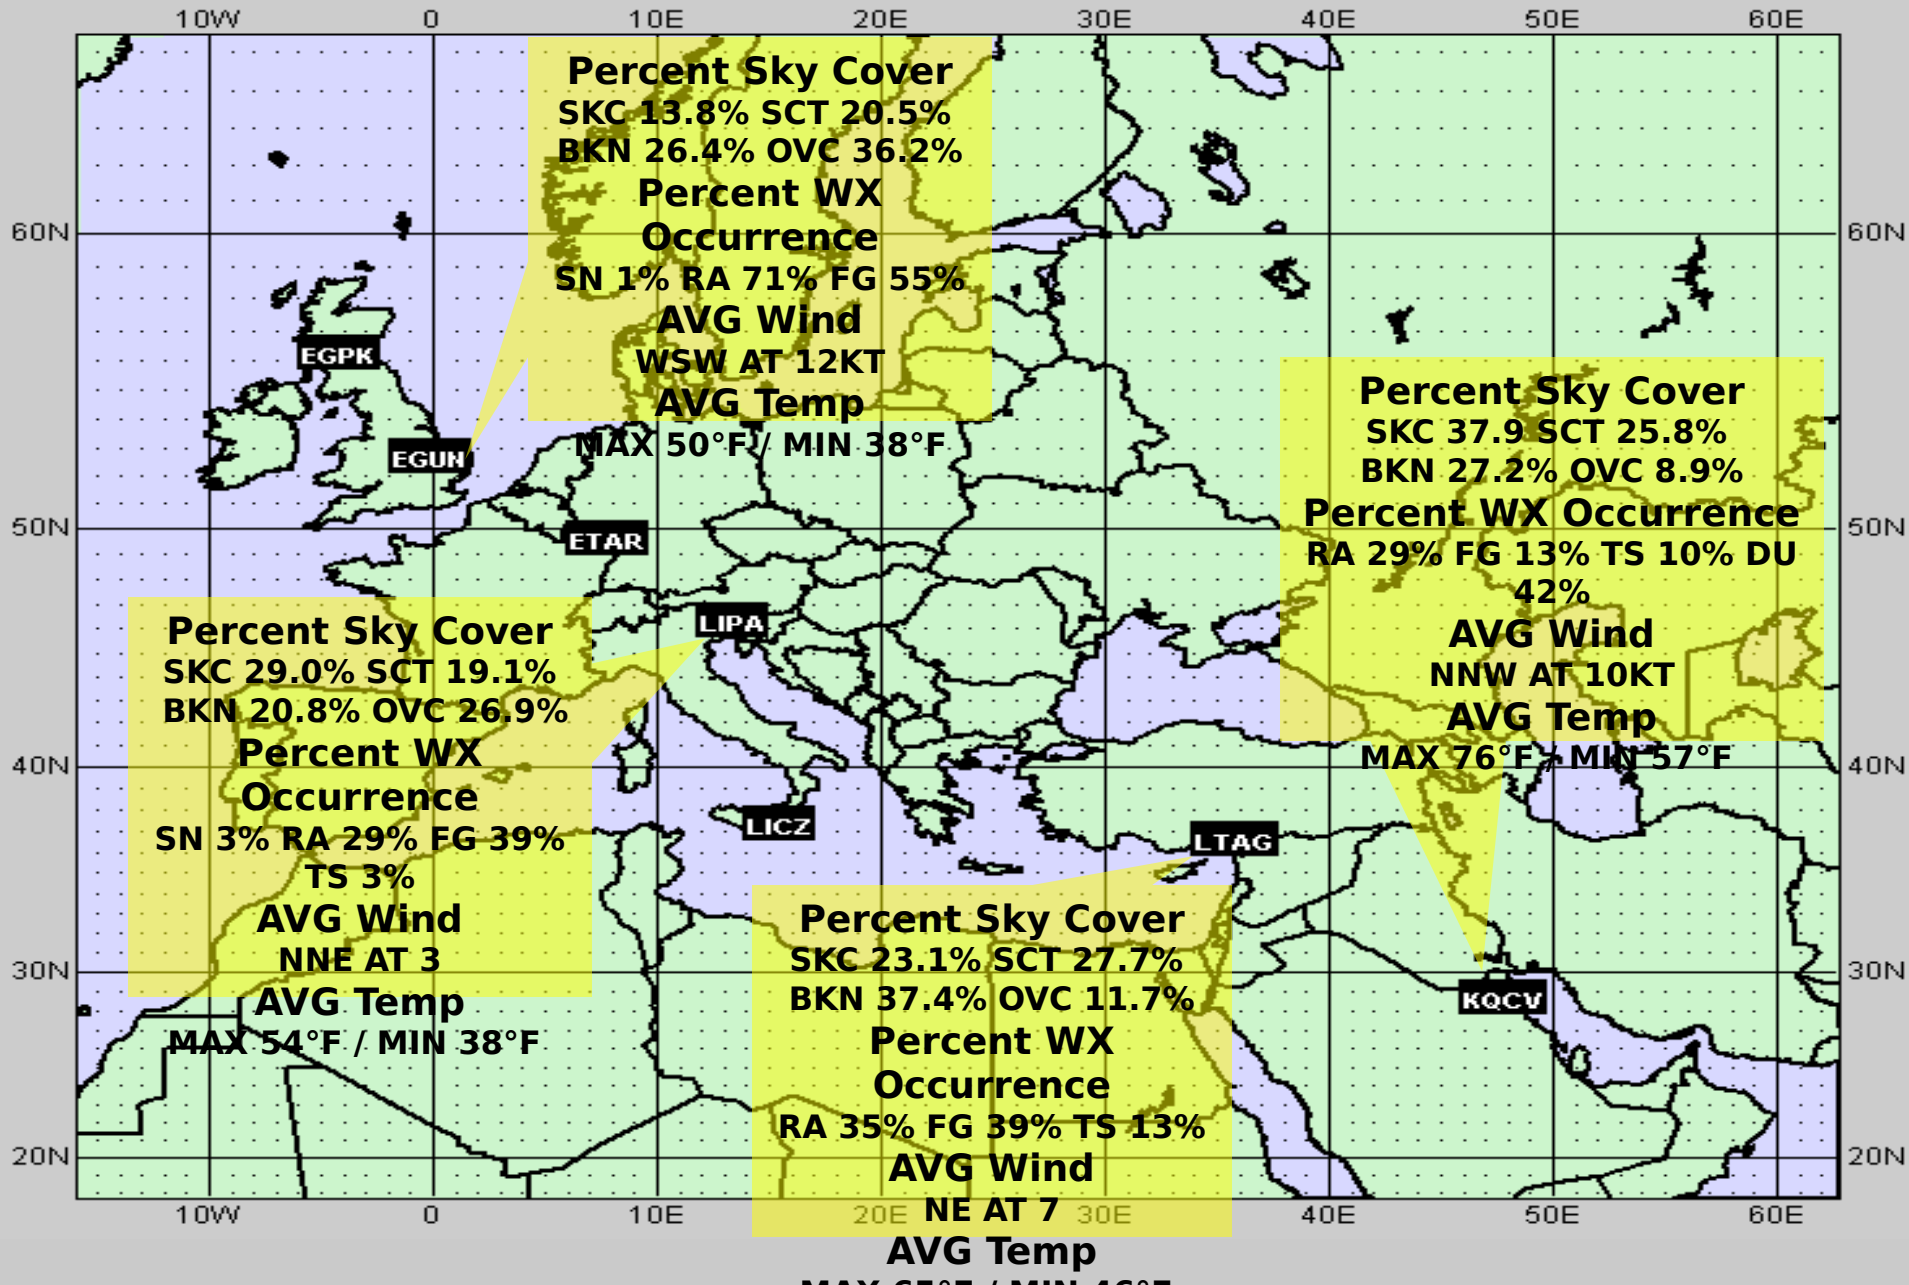 10W 0 10E 20E 30E 40E 50E 60E
Percent Sky Cover
SKC 13.8% SCT 20.5%
BKN 26.4% OVC 36.2%
Percent WX
Occurrence
SN 1% RA 71% FG 55%
AVG Wind
WSW AT 12KT
AVG Temp
MAX 50°F / MIN 38°F
60N 60N
EGPK
EGUN
Percent Sky Cover
SKC 37.9 SCT 25.8%
BKN 27.2% OVC 8.9%
Percent WX Occurrence
RA 29% FG 13% TS 10% DU
42%
AVG Wind
NNW AT 10KT
AVG Temp
MAX 76°F / MIN 57°F
50N 50N
ETAR
LIPA
Percent Sky Cover
SKC 29.0% SCT 19.1%
BKN 20.8% OVC 26.9%
Percent WX
Occurrence
SN 3% RA 29% FG 39%
TS 3%
AVG Wind
NNE AT 3
AVG Temp
MAX 54°F / MIN 38°F
40N 40N
LICZ
LTAG
Percent Sky Cover
SKC 23.1% SCT 27.7%
BKN 37.4% OVC 11.7%
Percent WX
Occurrence
RA 35% FG 39% TS 13%
AVG Wind
NE AT 7
AVG Temp
MAX 65°F / MIN 46°F
30N 30N
KQCV
20N 20N
10W 0 10E 20E 30E 40E 50E 60E